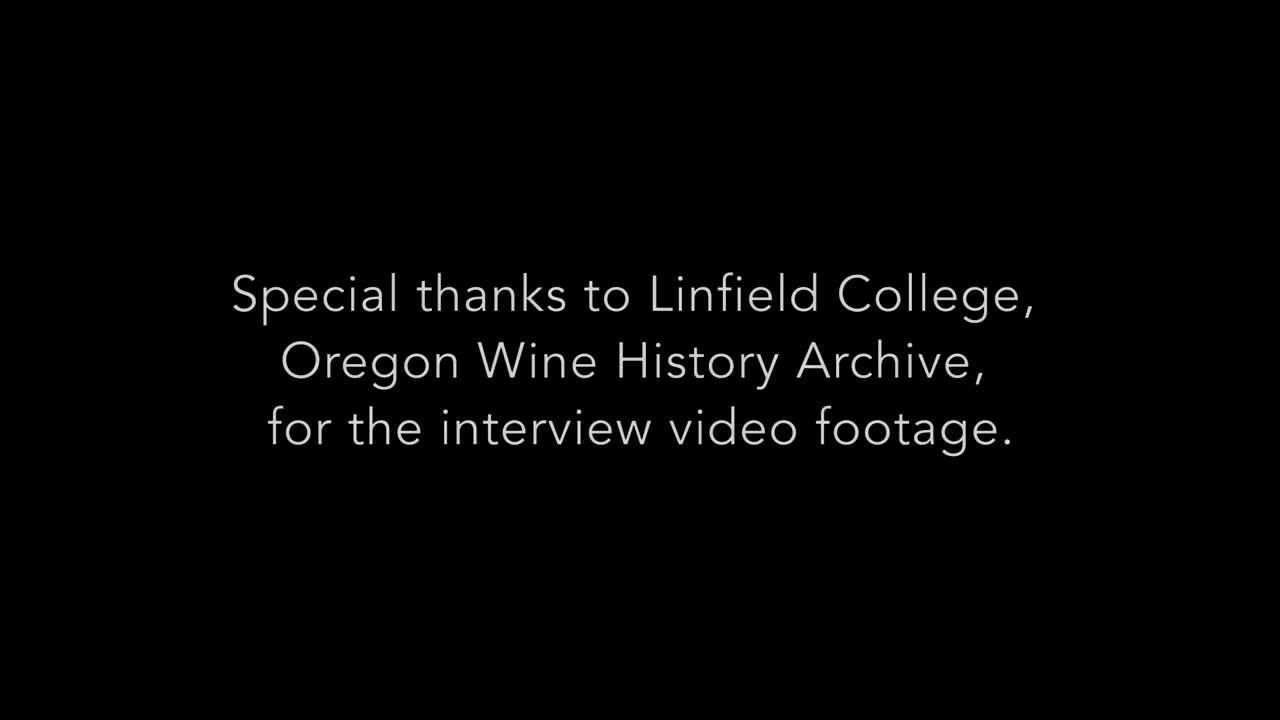 Special thanks to Linfield College,
Oregon Wine History Archive,
for the interview video footage.